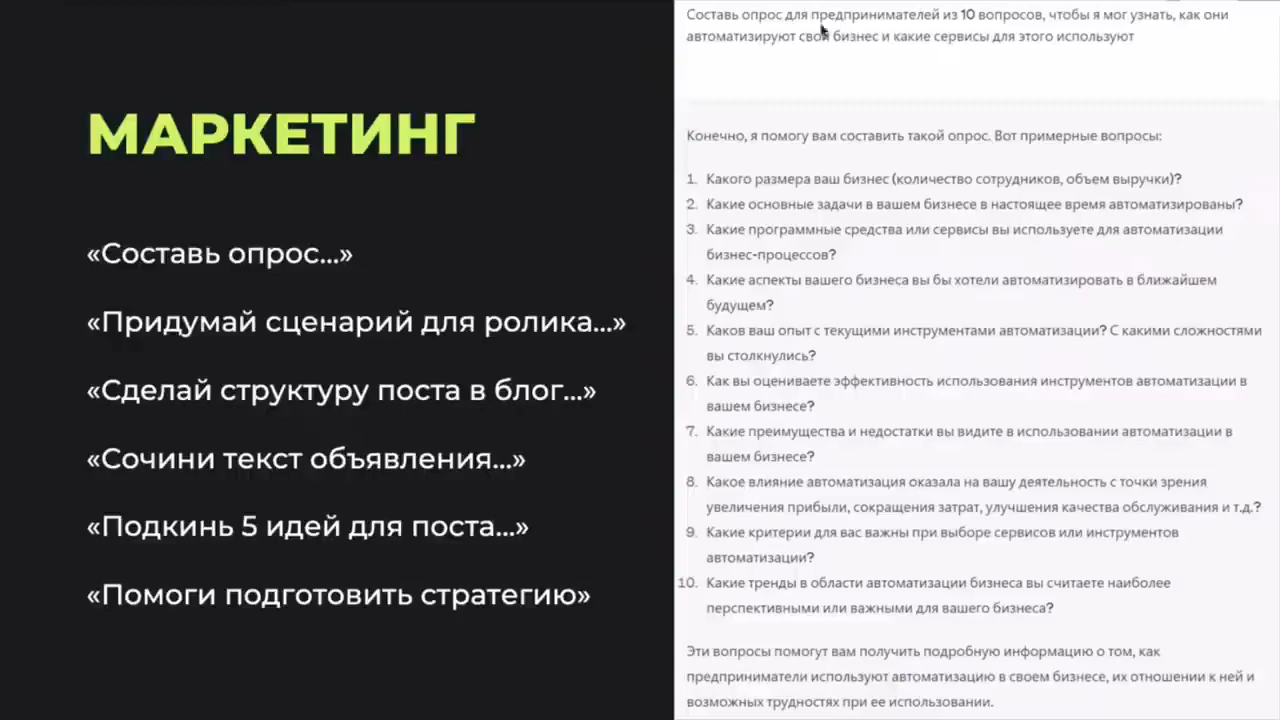 МАРКЕТИНГ
«Составь опрос...»
«Придумай сценарий для ролика...»
«Сделай структуру поста в блог...»
«Сочини текст объявления...»
«Подкинь 5 идей для поста...»
«Помоги подготовить стратегию»
Составь опрос для предпринимателей из 10 вопросов, чтобы я мог узнать, как они
автоматизируют свой бизнес и какие сервисы для этого используют
Конечно, я помогу вам составить такой опрос. Вот примерные вопросы:
1. Какого размера ваш бизнес (количество сотрудников, объем выручки)?
2. Какие основные задачи в вашем бизнесе в настоящее время автоматизированы?
3. Какие программные средства или сервисы вы используете для автоматизации
бизнес-процессов?
4. Какие аспекты вашего бизнеса вы бы хотели автоматизировать в ближайшем
будущем?
5. Каков ваш опыт с текущими инструментами автоматизации? С какими сложностями
вы столкнулись?
6. Как вы оцениваете эффективность использования инструментов автоматизации в
вашем бизнесе?
7. Какие преимущества и недостатки вы видите в использовании автоматизации в
вашем бизнесе?
8. Какое влияние автоматизация оказала на вашу деятельность с точки зрения
увеличения прибыли, сокращения затрат, улучшения качества обслуживания и т.д.?
9. Какие критерии для вас важны при выборе сервисов или инструментов
автоматизации?
10. Какие тренды в области автоматизации бизнеса вы считаете наиболее
перспективными или важными для вашего бизнеса?
Эти вопросы помогут вам получить подробную информацию о том, как
предприниматели используют автоматизацию в своем бизнесе, их отношении к ней и
возможных трудностях при ее использовании.